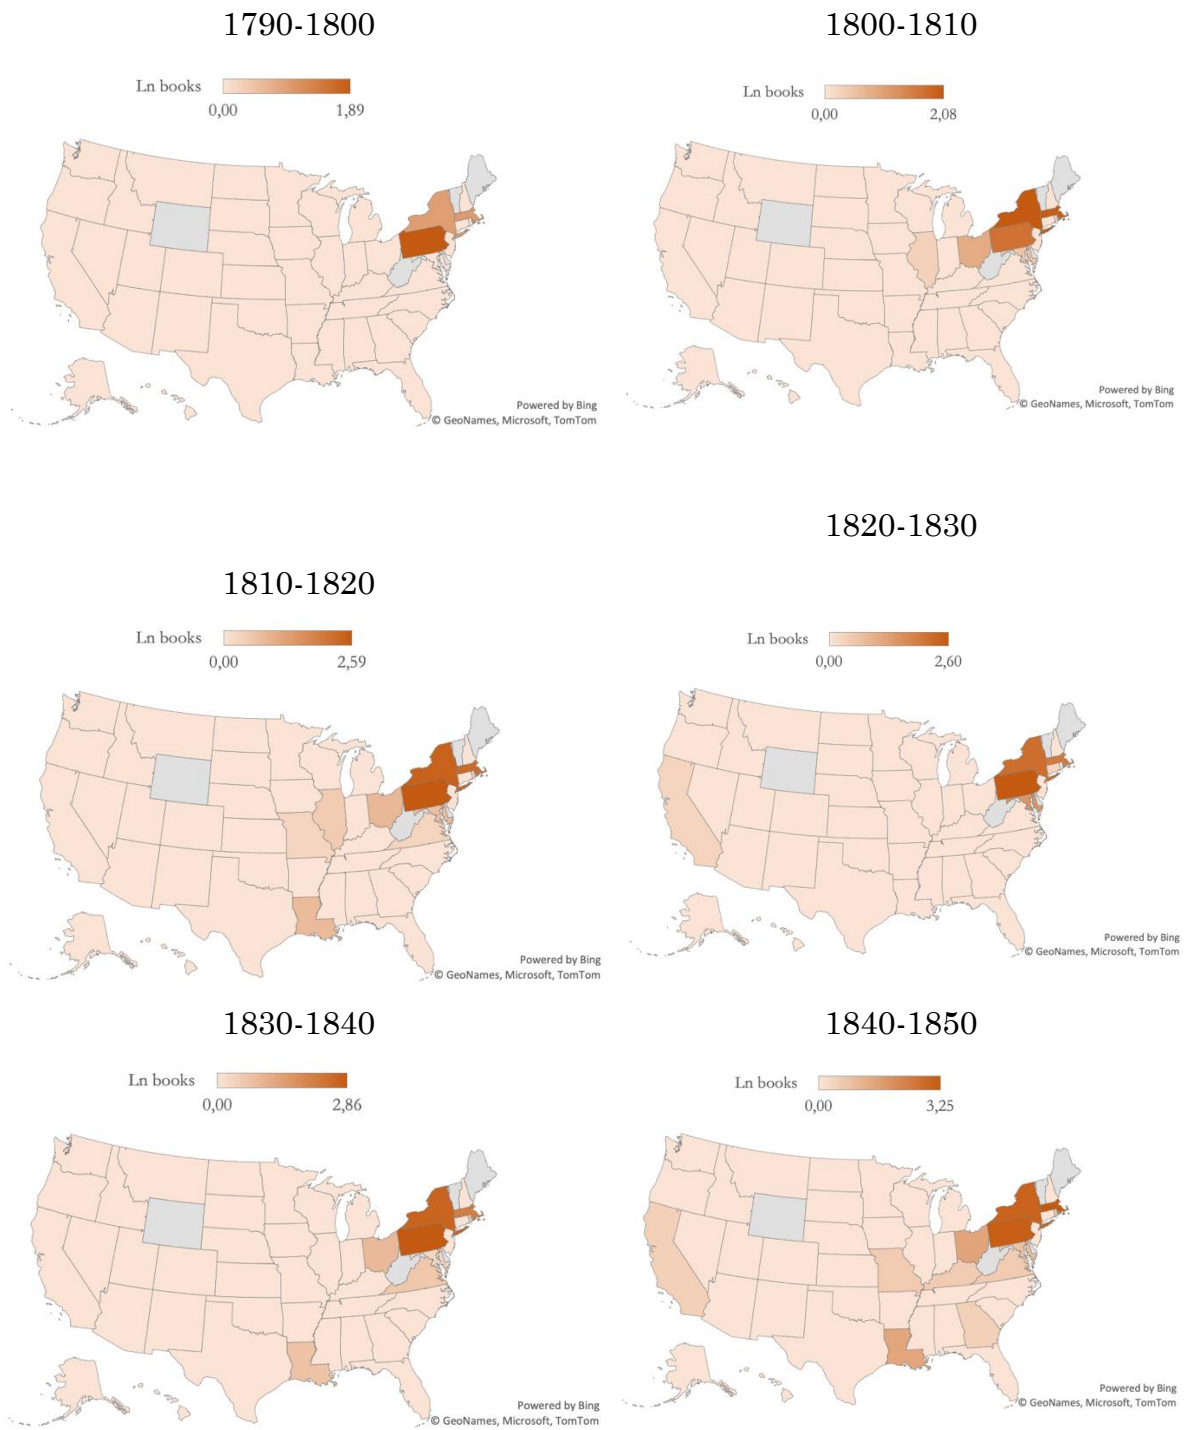 1790-1800
Ln books
0,00
1,89
Powered by Bing
© GeoNames, Microsoft, TomTom
1800-1810
Ln books
0,00
2,08
Powered by Bing
© GeoNames, Microsoft, TomTom
1810-1820
Ln books
0,00
2,59
Powered by Bing
© GeoNames, Microsoft, TomTom
1820-1830
Ln books
0,00
2,60
Powered by Bing
© GeoNames, Microsoft, TomTom
1830-1840
Ln books
0,00
2,86
Powered by Bing
© GeoNames, Microsoft, TomTom
1840-1850
Ln books
0,00
3,25
Powered by Bing
© GeoNames, Microsoft, TomTom